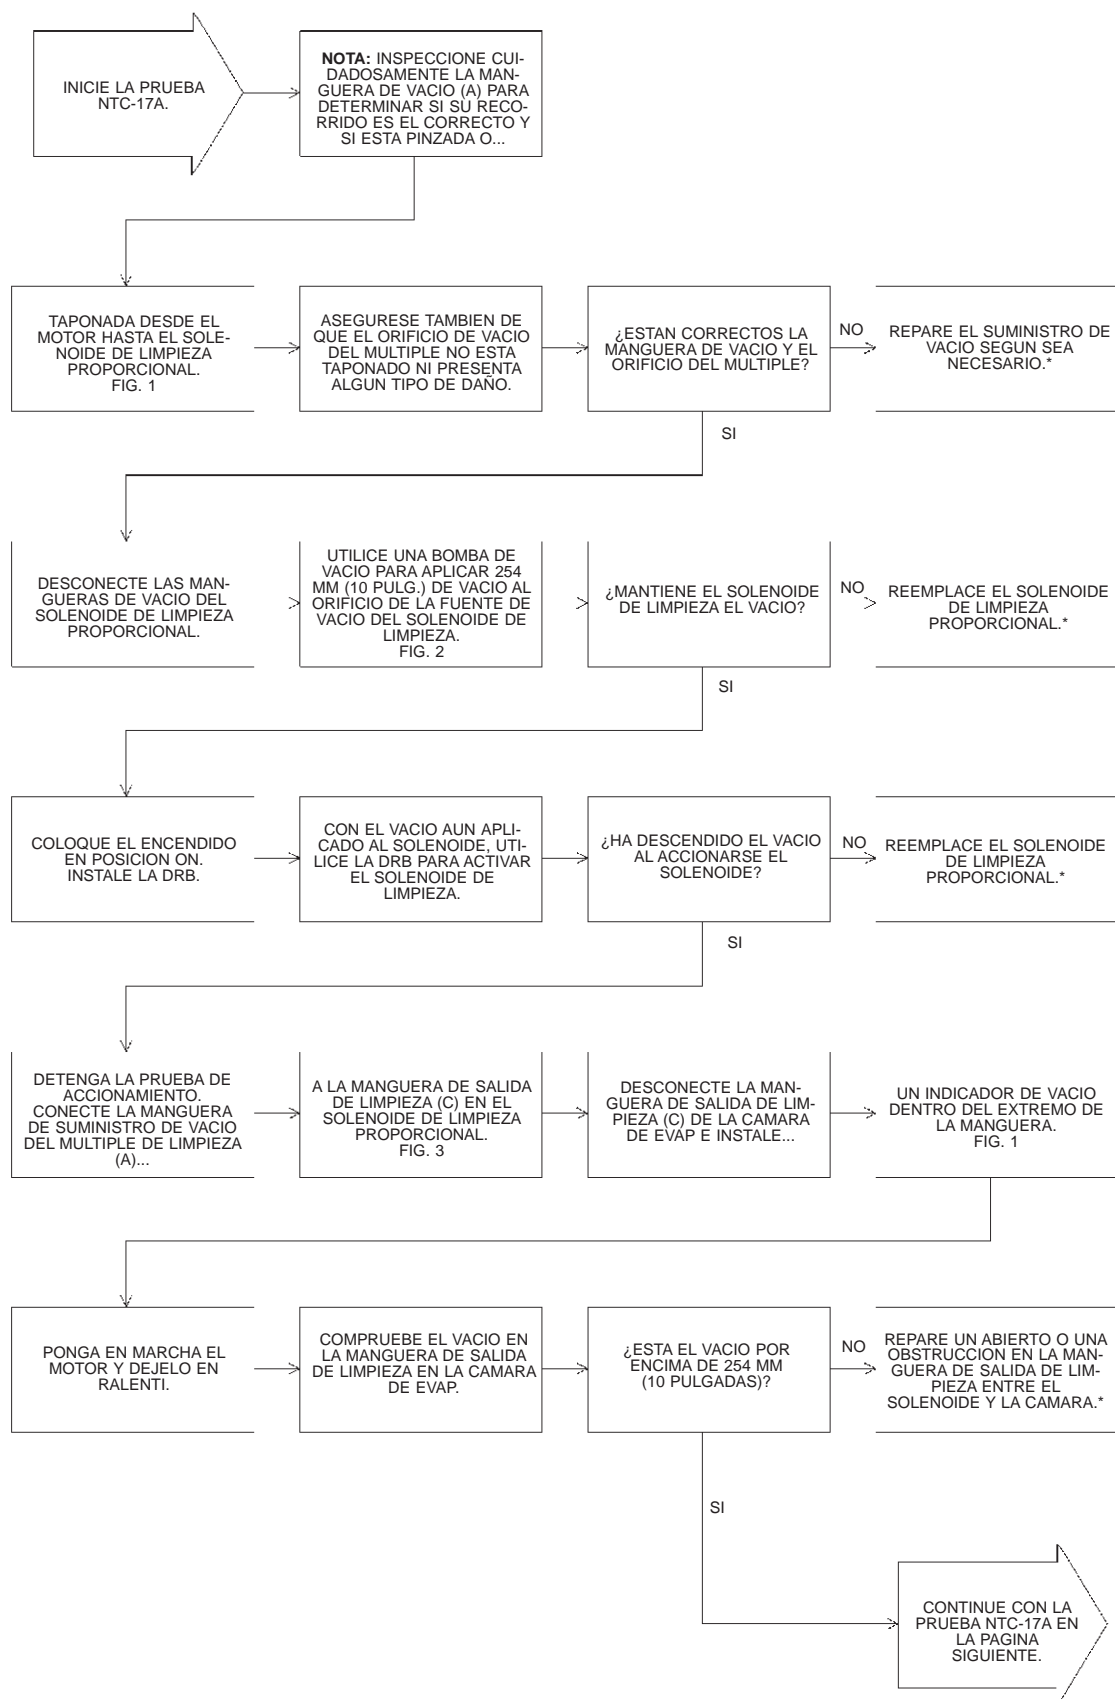 INICIE LA PRUEBA
NTC-17A.
NOTA: INSPECCIONE CUI-
DADOSAMENTE LA MAN-
GUERA DE VACIO (A) PARA
DETERMINAR SI SU RECO-
RRIDO ES EL CORRECTO Y
SI ESTA PINZADA O...
TAPONADA DESDE EL
MOTOR HASTA EL SOLE-
NOIDE DE LIMPIEZA
PROPORCIONAL.
FIG. 1
ASEGURESE TAMBIEN DE
QUE EL ORIFICIO DE VACIO
DEL MULTIPLE NO ESTA
TAPONADO NI PRESENTA
ALGUN TIPO DE DAÑO.
¿ESTAN CORRECTOS LA
MANGUERA DE VACIO Y EL
ORIFICIO DEL MULTIPLE?
NO
REPARE EL SUMINISTRO DE
VACIO SEGUN SEA
NECESARIO.*
SI
DESCONECTE LAS MAN-
GUERAS DE VACIO DEL
SOLENOIDE DE LIMPIEZA
PROPORCIONAL.
UTILICE UNA BOMBA DE
VACIO PARA APLICAR 254
MM (10 PULG.) DE VACIO AL
ORIFICIO DE LA FUENTE DE
VACIO DEL SOLENOIDE DE
LIMPIEZA.
FIG. 2
¿MANTIENE EL SOLENOIDE
DE LIMPIEZA EL VACIO?
NO
REEMPLACE EL SOLENOIDE
DE LIMPIEZA
PROPORCIONAL.*
SI
COLOQUE EL ENCENDIDO
EN POSICION ON.
INSTALE LA DRB.
CON EL VACIO AUN APLI-
CADO AL SOLENOIDE, UTI-
LICE LA DRB PARA ACTIVAR
EL SOLENOIDE DE
LIMPIEZA.
¿HA DESCENDIDO EL VACIO
AL ACCIONARSE EL
SOLENOIDE?
NO
REEMPLACE EL SOLENOIDE
DE LIMPIEZA
PROPORCIONAL.*
SI
DETENGA LA PRUEBA DE
ACCIONAMIENTO.
CONECTE LA MANGUERA
DE SUMINISTRO DE VACIO
DEL MULTIPLE DE LIMPIEZA
(A)...
A LA MANGUERA DE SALIDA
DE LIMPIEZA (C) EN EL
SOLENOIDE DE LIMPIEZA
PROPORCIONAL.
FIG. 3
DESCONECTE LA MAN-
GUERA DE SALIDA DE LIM-
PIEZA (C) DE LA CAMARA
DE EVAP E INSTALE...
UN INDICADOR DE VACIO
DENTRO DEL EXTREMO DE
LA MANGUERA.
FIG. 1
PONGA EN MARCHA EL
MOTOR Y DEJELO EN
RALENTI.
COMPRUEBE EL VACIO EN
LA MANGUERA DE SALIDA
DE LIMPIEZA EN LA CAMARA
DE EVAP.
¿ESTA EL VACIO POR
ENCIMA DE 254 MM
(10 PULGADAS)?
NO
REPARE UN ABIERTO O UNA
OBSTRUCCION EN LA MAN-
GUERA DE SALIDA DE LIM-
PIEZA ENTRE EL
SOLENOIDE Y LA CAMARA.*
SI
CONTINUE CON LA
PRUEBA NTC-17A EN
LA PAGINA
SIGUIENTE.